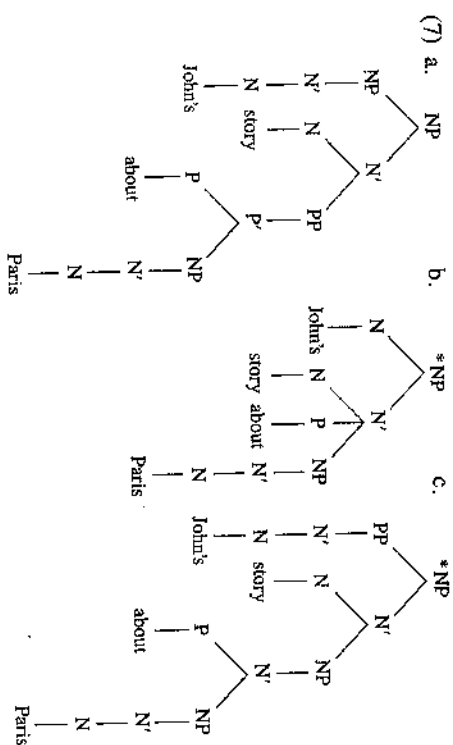 (7) a.
NP
NP N'
N' N PP
N story P'
John's P NP
about N'
N
Paris
b.
*NP
N N'
John's N P NP
story about N'
N
Paris
c.
*NP
PP N'
N' N NP
N story N'
John's P NP
about N'
N
Paris